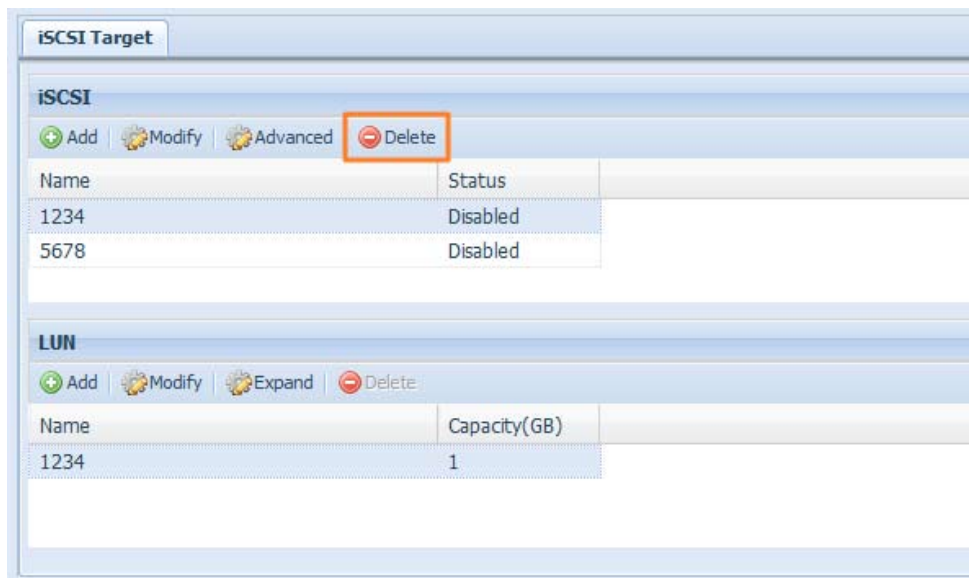 iSCSI Target
iSCSI
Add Modify Advanced Delete
Name Status
1234 Disabled
5678 Disabled
LUN
Add Modify Expand Delete
Name Capacity(GB)
1234 1